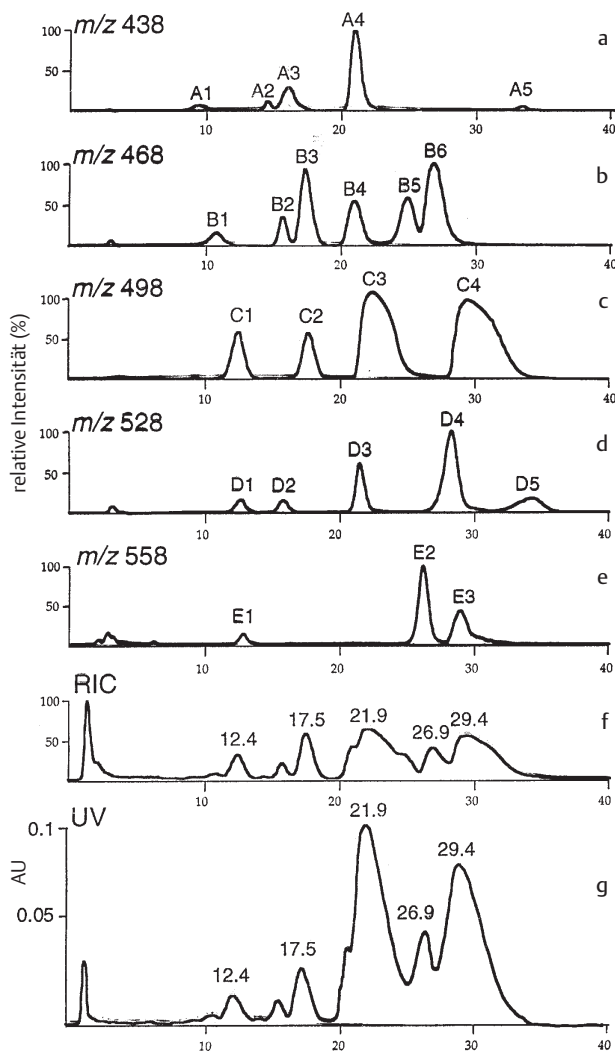 m/z 438
a
100
50
A1
A2
A3
A4
A5
10
20
30
40
m/z 468
b
100
50
B1
B2
B3
B4
B5
B6
10
20
30
40
m/z 498
c
100
50
C1
C2
C3
C4
10
20
30
40
relative Intensität (%)
m/z 528
d
100
50
D1
D2
D3
D4
D5
10
20
30
40
m/z 558
e
100
50
E1
E2
E3
10
20
30
40
RIC
f
100
50
12.4
17.5
21.9
26.9
29.4
10
20
30
40
UV
g
0.1
AU
0.05
12.4
17.5
21.9
26.9
29.4
10
20
30
40